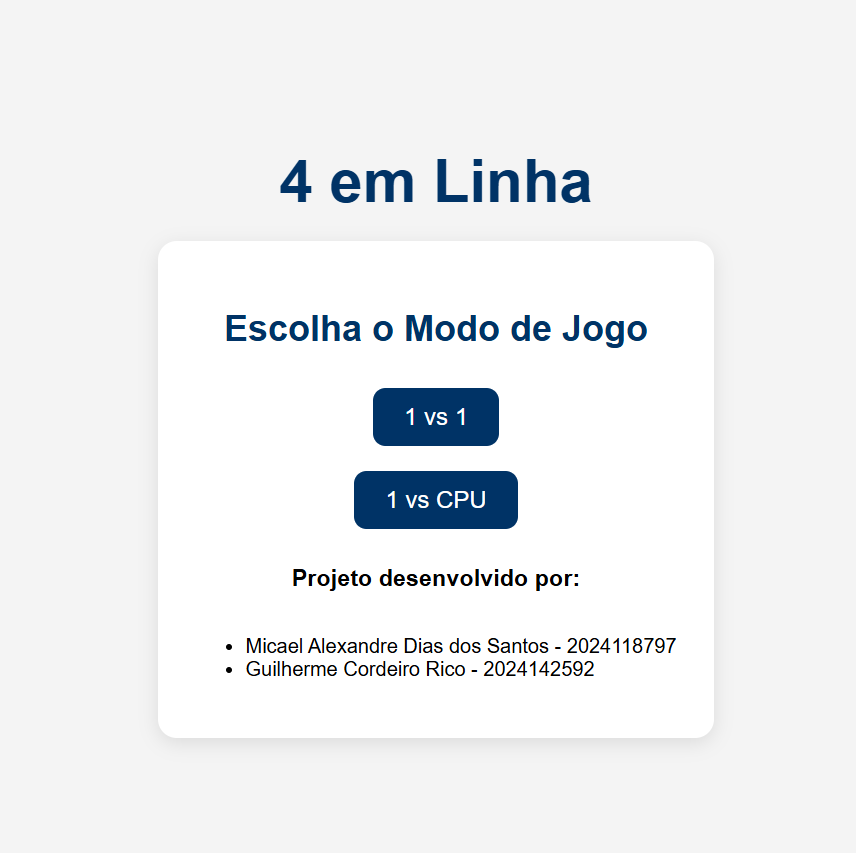 4 em Linha
Escolha o Modo de Jogo
1 vs 1
1 vs CPU
Projeto desenvolvido por:
Micael Alexandre Dias dos Santos - 2024118797
Guilherme Cordeiro Rico - 2024142592